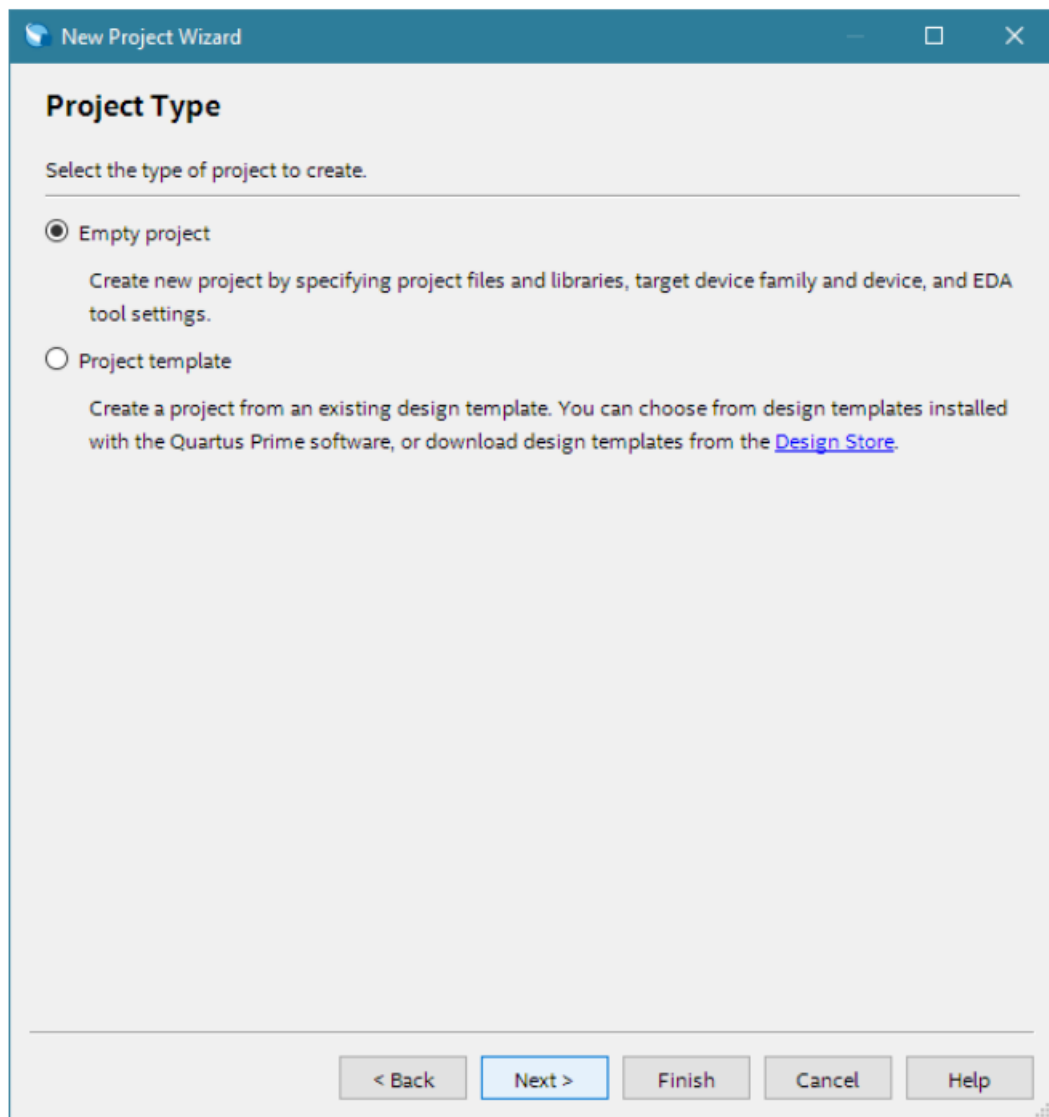 New Project Wizard
Project Type
Select the type of project to create.
Empty project
Create new project by specifying project files and libraries, target device family and device, and EDA
tool settings.
Project template
Create a project from an existing design template. You can choose from design templates installed
with the Quartus Prime software, or download design templates from the Design Store.
< Back Next > Finish Cancel Help